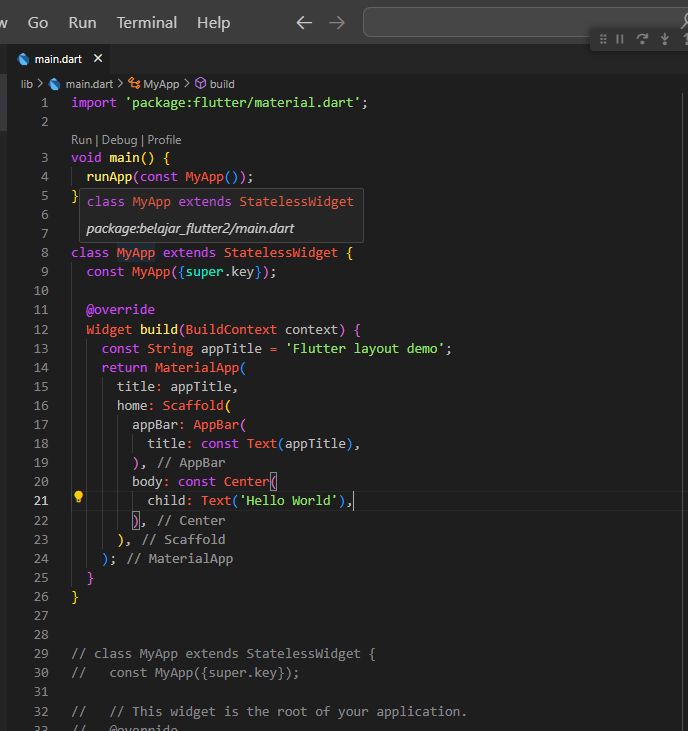 Go Run Terminal Help
main.dart
lib > main.dart > MyApp > build
1 import 'package:flutter/material.dart';
2
Run | Debug | Profile
3 void main() {
4 runApp(const MyApp());
5 }
class MyApp extends StatelessWidget
6
package:belajar_flutter2/main.dart
7
8 class MyApp extends StatelessWidget {
9 const MyApp({super.key});
10
11 @override
12 Widget build(BuildContext context) {
13 const String appTitle = 'Flutter layout demo';
14 return MaterialApp(
15 title: appTitle,
16 home: Scaffold(
17 appBar: AppBar(
18 title: const Text(appTitle),
19 ), // AppBar
20 body: const Center(
21 child: Text('Hello World'),
22 ), // Center
23 ), // Scaffold
24 ); // MaterialApp
25 }
26 }
27
28
29 // class MyApp extends StatelessWidget {
30 // const MyApp({super.key});
31
32 // // This widget is the root of your application.
33 // @override